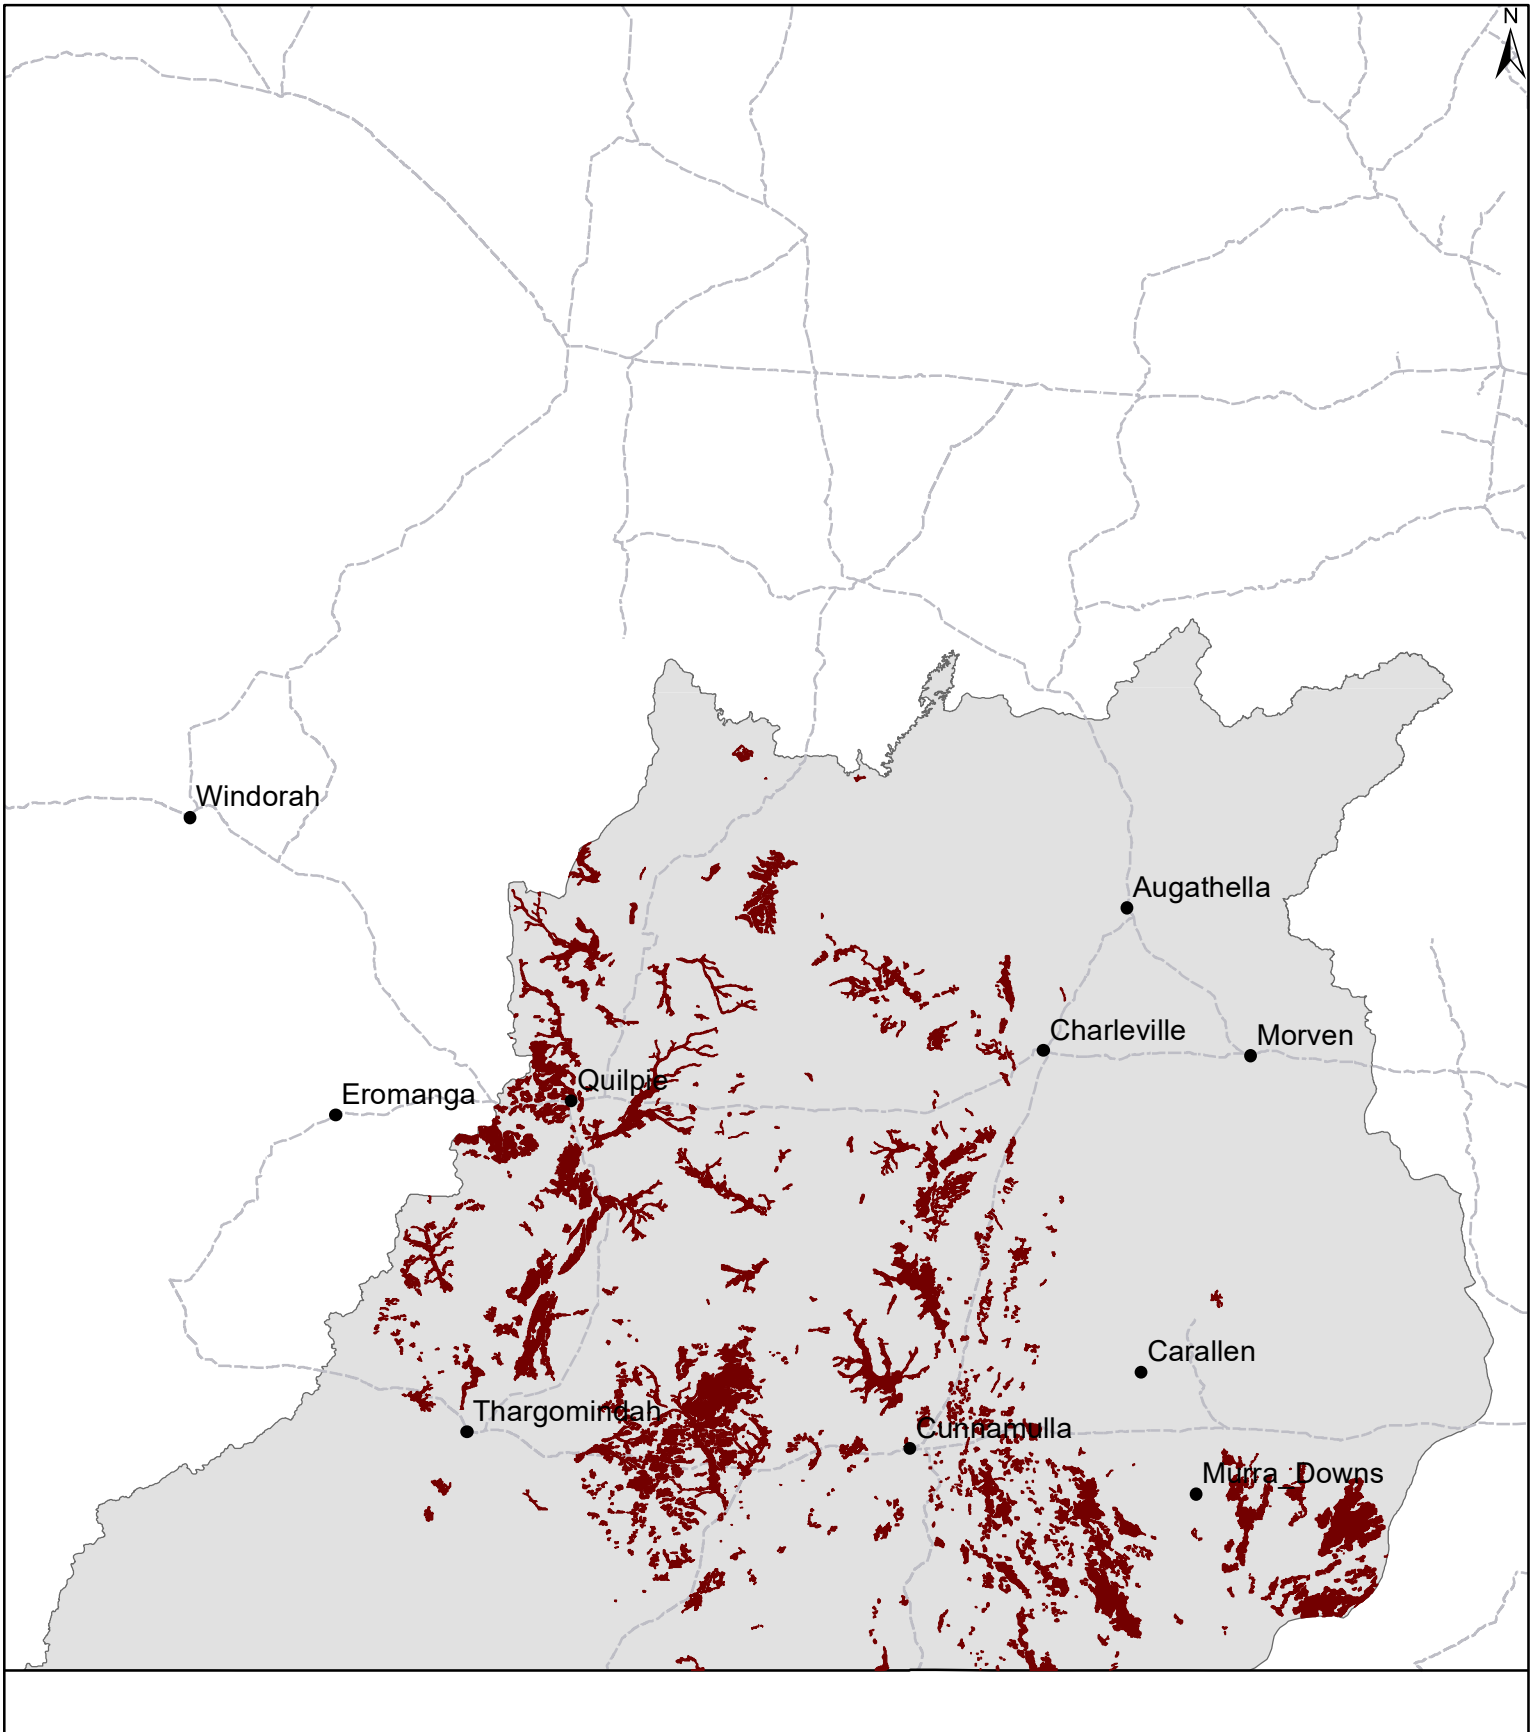 N
Windorah
Augathella
Charleville
Morven
Quilpie
Eromanga
Carallen
Thargomindah
Cunnamulla
Murra_Downs